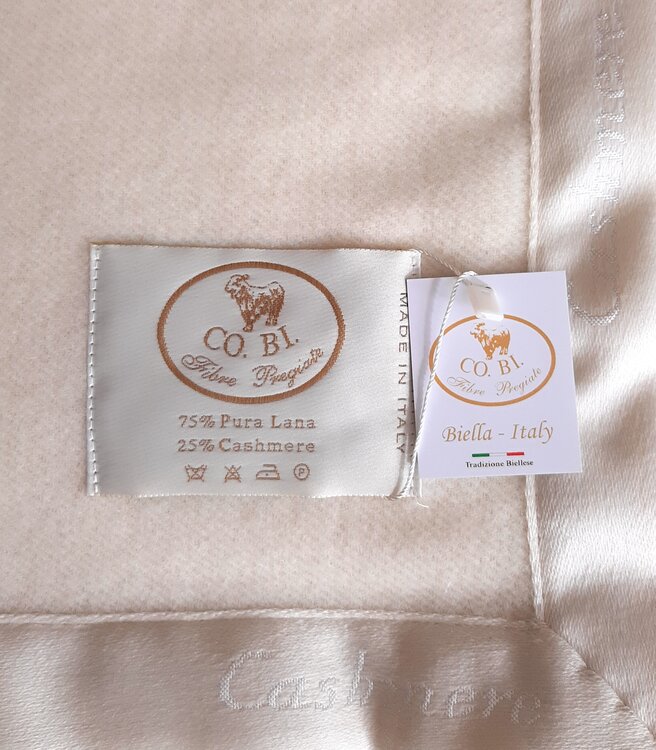 CO. BI.
Fibre Pregiate
75% Pura Lana
25% Cashmere
P
MADE IN ITALY
CO. BI.
Fibre Pregiate
Biella - Italy
Tradizione Biellese
Cashmere
Cashmere